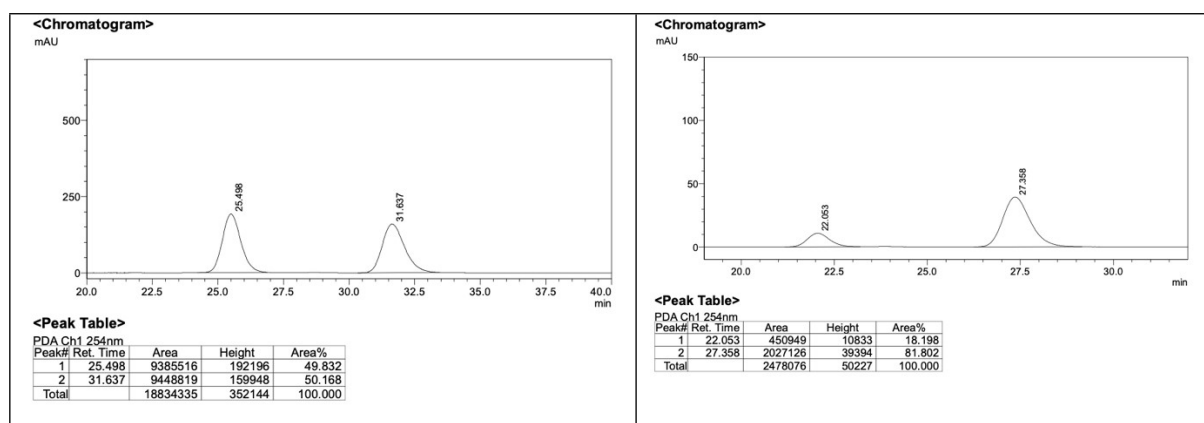 <Chromatogram>
mAU
500
250
0
25.498
31.637
20.0 22.5 25.0 27.5 30.0 32.5 35.0 37.5 40.0
min
<Peak Table>
PDA Ch1 254nm
Peak# Ret. Time Area Height Area%
1 25.498 9385516 192196 49.832
2 31.637 9448819 159948 50.168
Total 18834335 352144 100.000
<Chromatogram>
mAU
150
100
50
0
22.053
27.358
20.0 22.5 25.0 27.5 30.0
min
<Peak Table>
PDA Ch1 254nm
Peak# Ret. Time Area Height Area%
1 22.053 450949 10833 18.198
2 27.358 2027126 39394 81.802
Total 2478076 50227 100.000